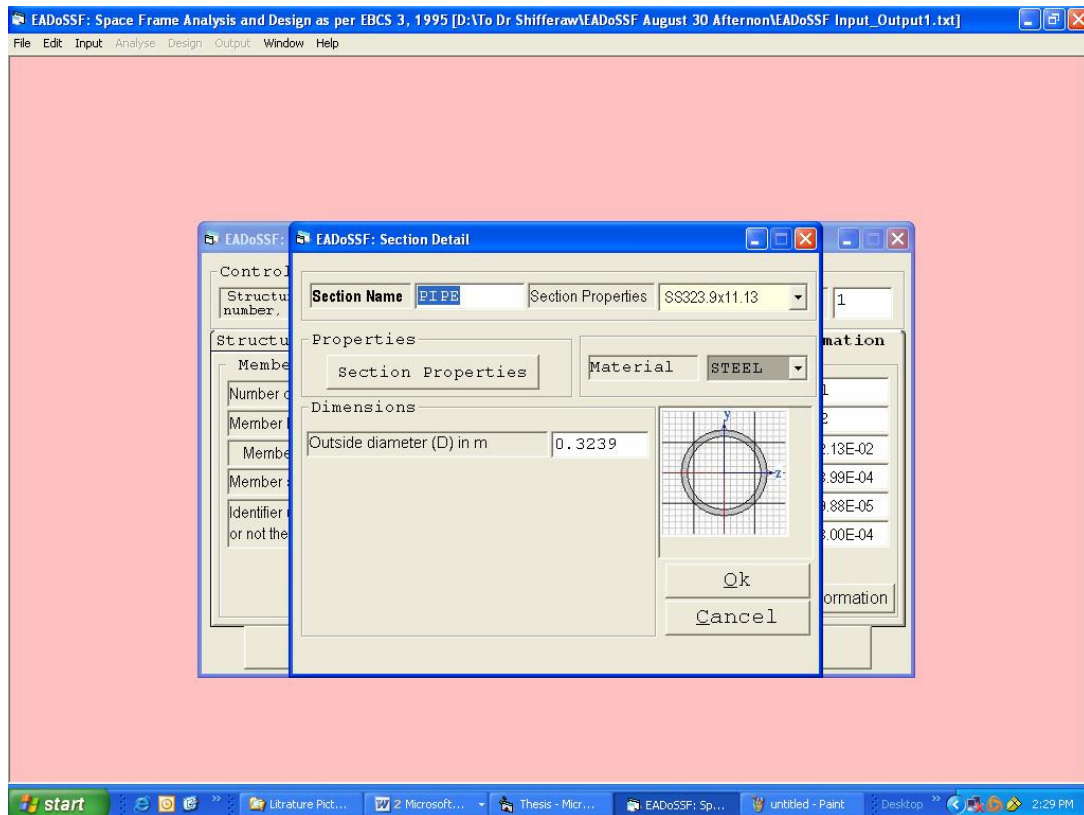 EADoSSF: Space Frame Analysis and Design as per EBCS 3, 1995 [D:\To Dr Shifferaw\EADoSSF August 30 Afternon\EADoSSF Input_Output1.txt]
File Edit Input Analyse Design Output Window Help
EADoSSF:
EADoSSF: Section Detail
Control
Structu
number,
Section Name PIPE Section Properties SS323.9x11.13
1
Structu
mation
Properties
Section Properties
Material STEEL
Membe
Number
Member
Membe
Member
Identifier
or not the
Dimensions
Outside diameter (D) in m 0.3239
y
z
.13E-02
.99E-04
.88E-05
.00E-04
Ok
Cancel
ormation
start Litrature Pict... 2 Microsoft... Thesis - Micr... EADoSSF: Sp... untitled - Paint Desktop 2:29 PM